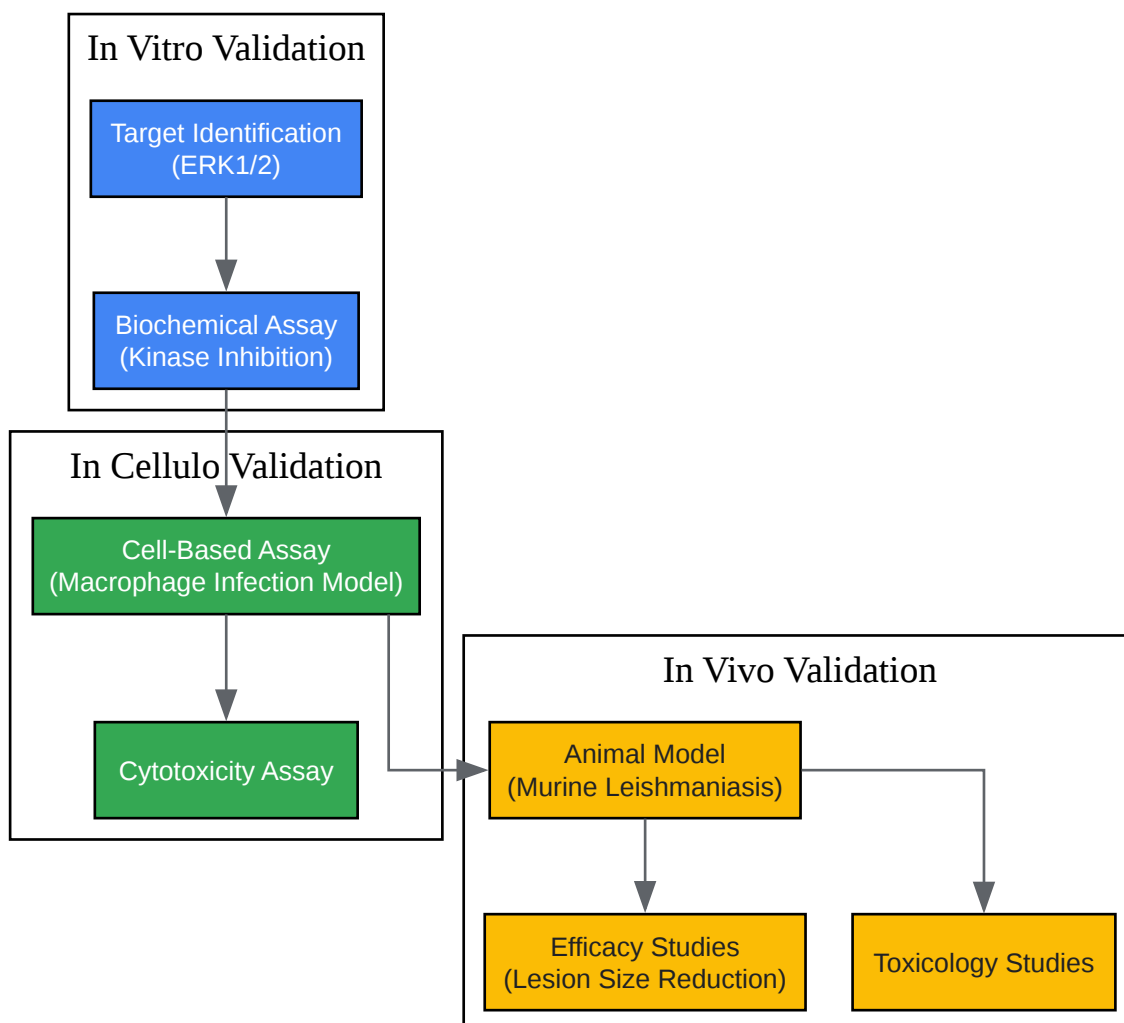 In Vitro Validation
Target Identification
(ERK1/2)
Biochemical Assay
(Kinase Inhibition)
In Cellulo Validation
Cell-Based Assay
(Macrophage Infection Model)
Cytotoxicity Assay
In Vivo Validation
Animal Model
(Murine Leishmaniasis)
Efficacy Studies
(Lesion Size Reduction)
Toxicology Studies